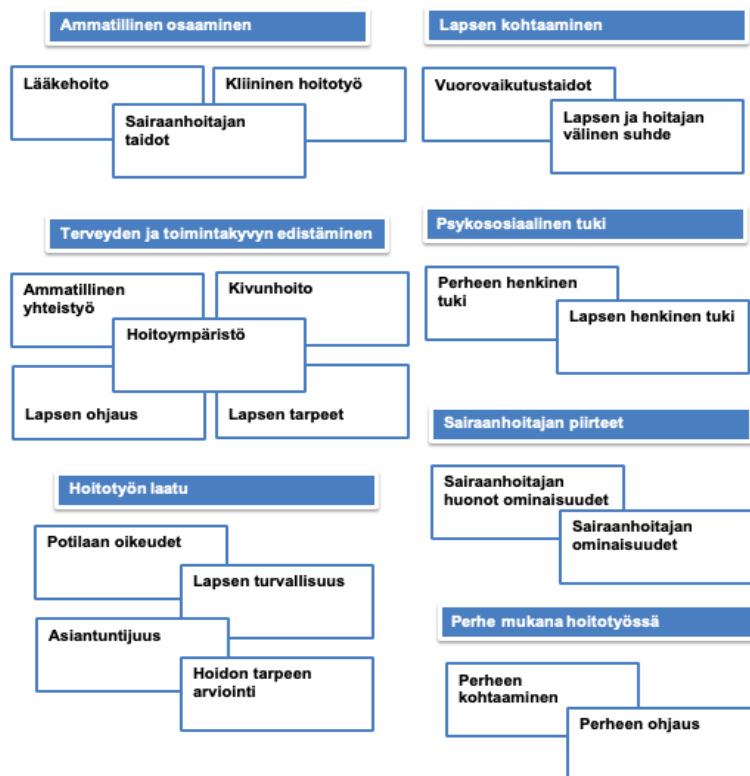 Ammatillinen osaaminen
Lääkehoito
Kliininen hoitotyö
Sairaanhoitajan
taidot
Terveyden ja toimintakyvyn edistäminen
Ammatillinen
yhteistyö
Kivunhoito
Hoitoympäristö
Lapsen ohjaus
Lapsen tarpeet
Hoitotyön laatu
Potilaan oikeudet
Lapsen turvallisuus
Asiantuntijuus
Hoidon tarpeen
arviointi
Lapsen kohtaaminen
Vuorovaikutustaidot
Lapsen ja hoitajan
välinen suhde
Psykososiaalinen tuki
Perheen henkinen
tuki
Lapsen henkinen tuki
Sairaanhoitajan piirteet
Sairaanhoitajan
huonot ominaisuudet
Sairaanhoitajan
ominaisuudet
Perhe mukana hoitotyössä
Perheen
kohtaaminen
Perheen ohjaus